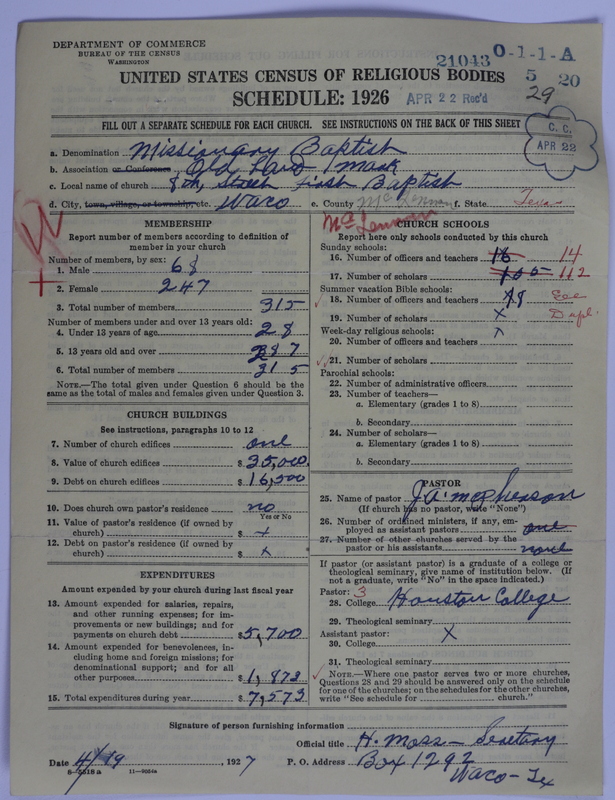 DEPARTMENT OF COMMERCE
BUREAU OF THE CENSUS
WASHINGTON
21043 0-1-1-A
5 20
29
UNITED STATES CENSUS OF RELIGIOUS BODIES
SCHEDULE: 1926 APR 22 Rec'd
C. C.
APR 22
FILL OUT A SEPARATE SCHEDULE FOR EACH CHURCH. SEE INSTRUCTIONS ON THE BACK OF THIS SHEET
a. Denomination Missionary Baptish
b. Association or Conference Old Land Mark
c. Local name of church 8th, Street First Baptish
d. City, town, village, or township, etc. Waco e. County McLennan f. State Texas
McLennan
MEMBERSHIP
Report number of members according to definition of
member in your church
Number of members, by sex:
1. Male 68
2. Female 247
3. Total number of members 315
Number of members under and over 13 years old:
4. Under 13 years of age 28
5. 13 years old and over 287
6. Total number of members 315
NOTE.—The total given under Question 6 should be the
same as the total of males and females given under Question 3.
CHURCH BUILDINGS
See instructions, paragraphs 10 to 12
7. Number of church edifices one
8. Value of church edifices $ 35,000
9. Debt on church edifices $ 16,500
10. Does church own pastor's residence? no
Yes or No
11. Value of pastor's residence (if owned by
church) $ x
12. Debt on pastor's residence (if owned by
church) $ x
EXPENDITURES
Amount expended by your church during last fiscal year
13. Amount expended for salaries, repairs,
and other running expenses; for im-
provements or new buildings; and for
payments on church debt $5,700
14. Amount expended for benevolences, in-
cluding home and foreign missions; for
denominational support; and for all
other purposes $1,873
15. Total expenditures during year $7,573
CHURCH SCHOOLS
Report here only schools conducted by this church
Sunday schools:
16. Number of officers and teachers 16 14
17. Number of scholars 100 112
Summer vacation Bible schools:
18. Number of officers and teachers See
19. Number of scholars x Dapl.
Week-day religious schools:
20. Number of officers and teachers x
21. Number of scholars
Parochial schools:
22. Number of administrative officers
23. Number of teachers—
a. Elementary (grades 1 to 8)
b. Secondary
24. Number of scholars—
a. Elementary (grades 1 to 8)
b. Secondary
PASTOR
25. Name of pastor J A. McPherson
(If church has no pastor, write "None")
26. Number of ordained ministers, if any, em-
ployed as assistant pastors one
27. Number of other churches served by the
pastor or his assistants none
If pastor (or assistant pastor) is a graduate of a college or
theological seminary, give name of institution below. (If
not a graduate, write "No" in the space indicated.)
Pastor: 3
28. College Houston College
29. Theological seminary
Assistant pastor: X
30. College
31. Theological seminary
NOTE.—Where one pastor serves two or more churches,
Questions 28 and 29 should be answered only on the schedule
for one of the churches; on the schedules for the other churches,
write "See schedule for church."
Signature of person furnishing information
Official title H. Moss - Secretary
Date 4/19, 1927 P. O. Address Box 1292
8-5518 a 11-9054a Waco - Tex